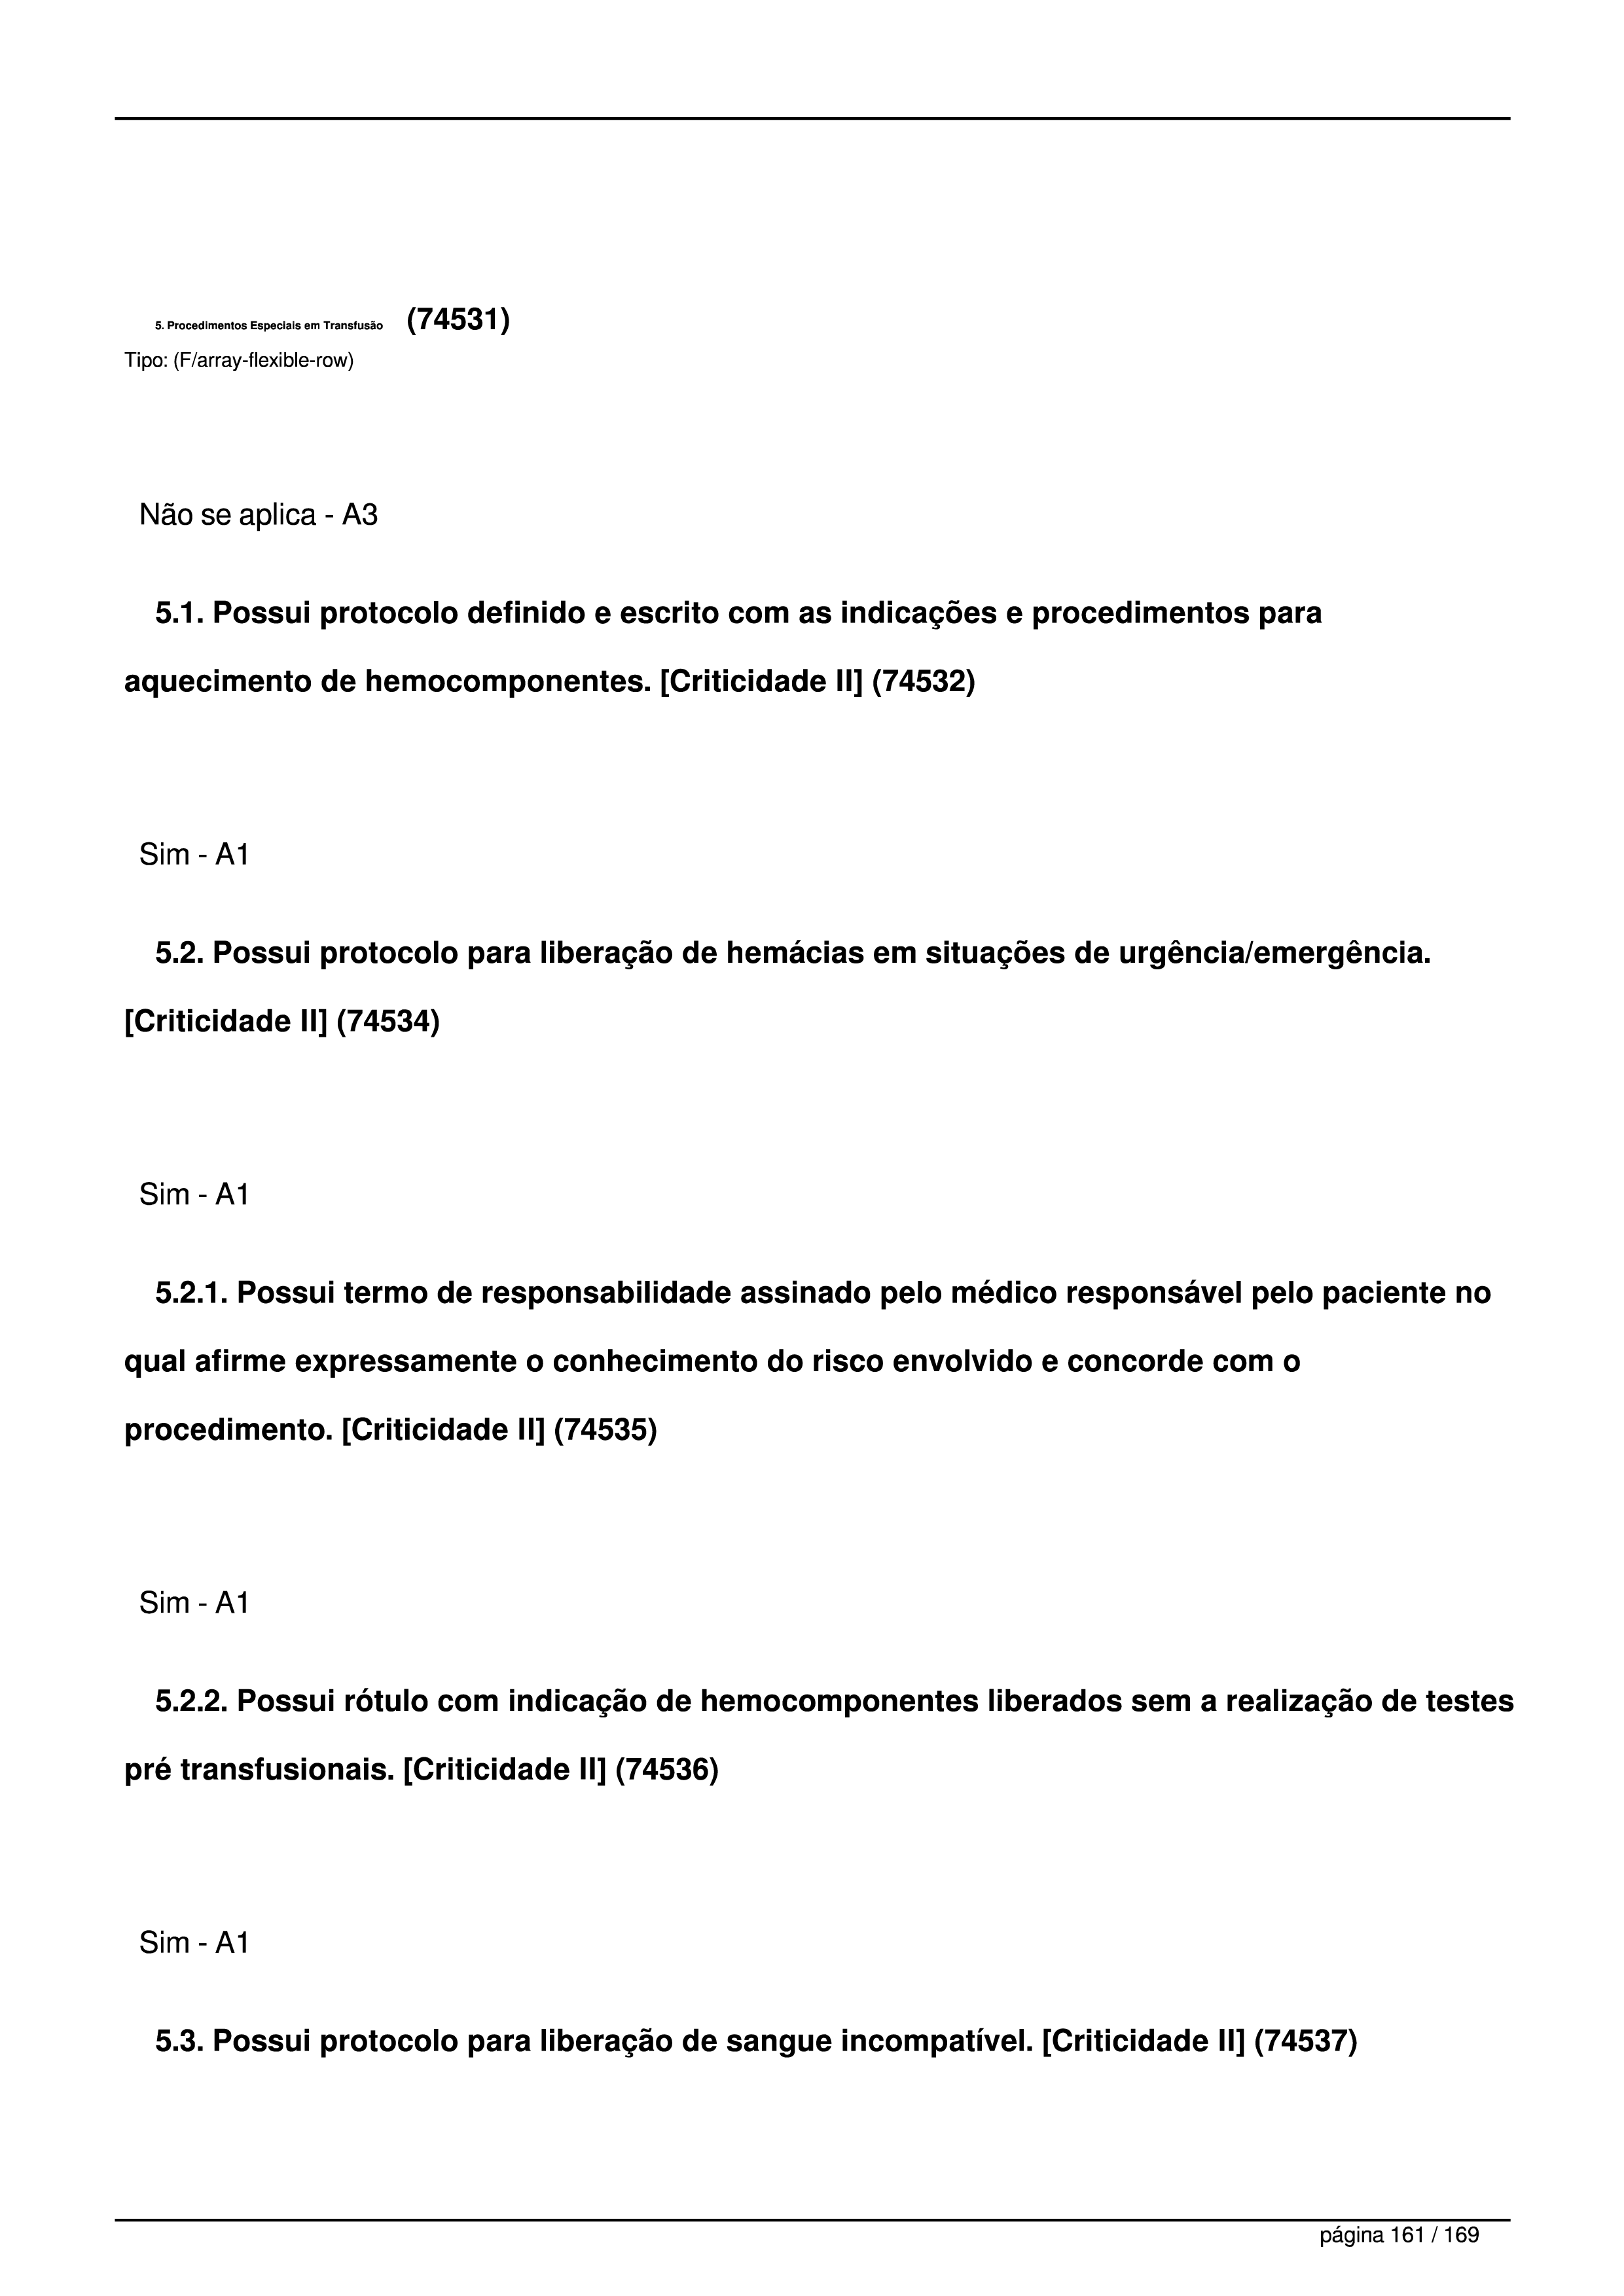 5. Procedimentos Especiais em Transfusão (74531)
Tipo: (F/array-flexible-row)
Não se aplica - A3
5.1. Possui protocolo definido e escrito com as indicações e procedimentos para
aquecimento de hemocomponentes. [Criticidade II] (74532)
Sim - A1
5.2. Possui protocolo para liberação de hemácias em situações de urgência/emergência.
[Criticidade II] (74534)
Sim - A1
5.2.1. Possui termo de responsabilidade assinado pelo médico responsável pelo paciente no
qual afirme expressamente o conhecimento do risco envolvido e concorde com o
procedimento. [Criticidade II] (74535)
Sim - A1
5.2.2. Possui rótulo com indicação de hemocomponentes liberados sem a realização de testes
pré transfusionais. [Criticidade II] (74536)
Sim - A1
5.3. Possui protocolo para liberação de sangue incompatível. [Criticidade II] (74537)
página 161 / 169